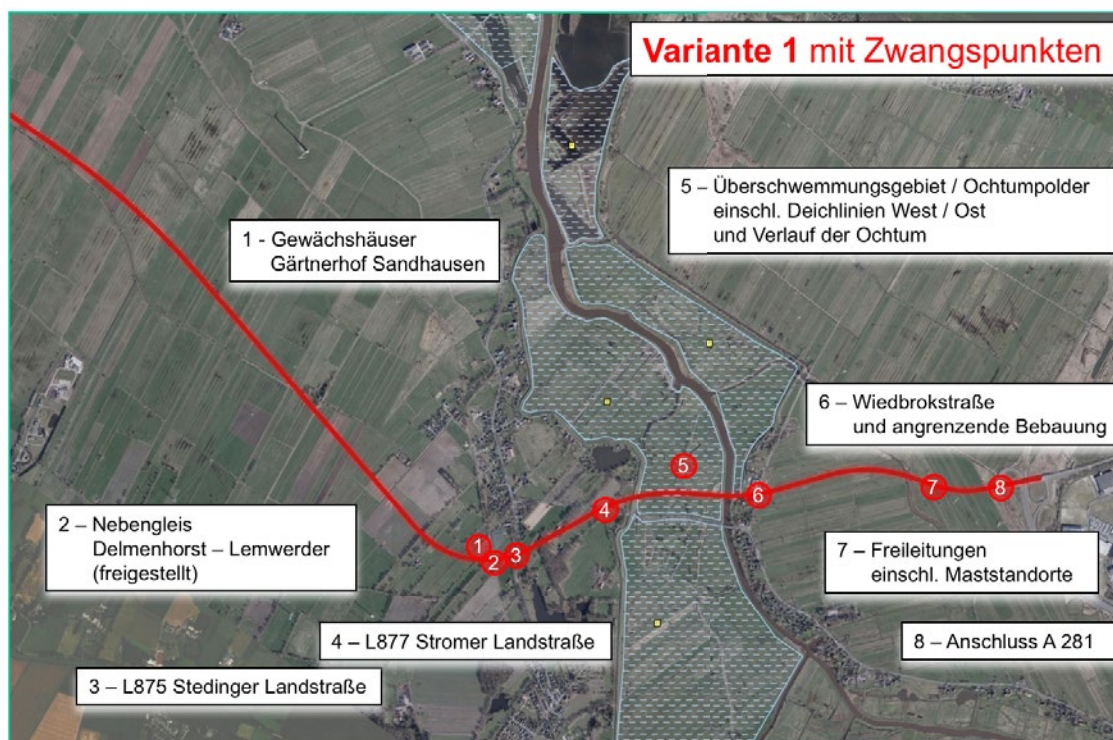 Variante 1 mit Zwangspunkten
5 – Überschwemmungsgebiet / Ochtumpolder
einschl. Deichlinien West / Ost
und Verlauf der Ochtum
1 - Gewächshäuser
Gärtnerhof Sandhausen
6 – Wiedbrokstraße
und angrenzende Bebauung
5
6
7
8
4
2 – Nebengleis
Delmenhorst – Lemwerder
(freigestellt)
1
2
3
7 – Freileitungen
einschl. Maststandorte
4 – L877 Stromer Landstraße
8 – Anschluss A 281
3 – L875 Stedinger Landstraße